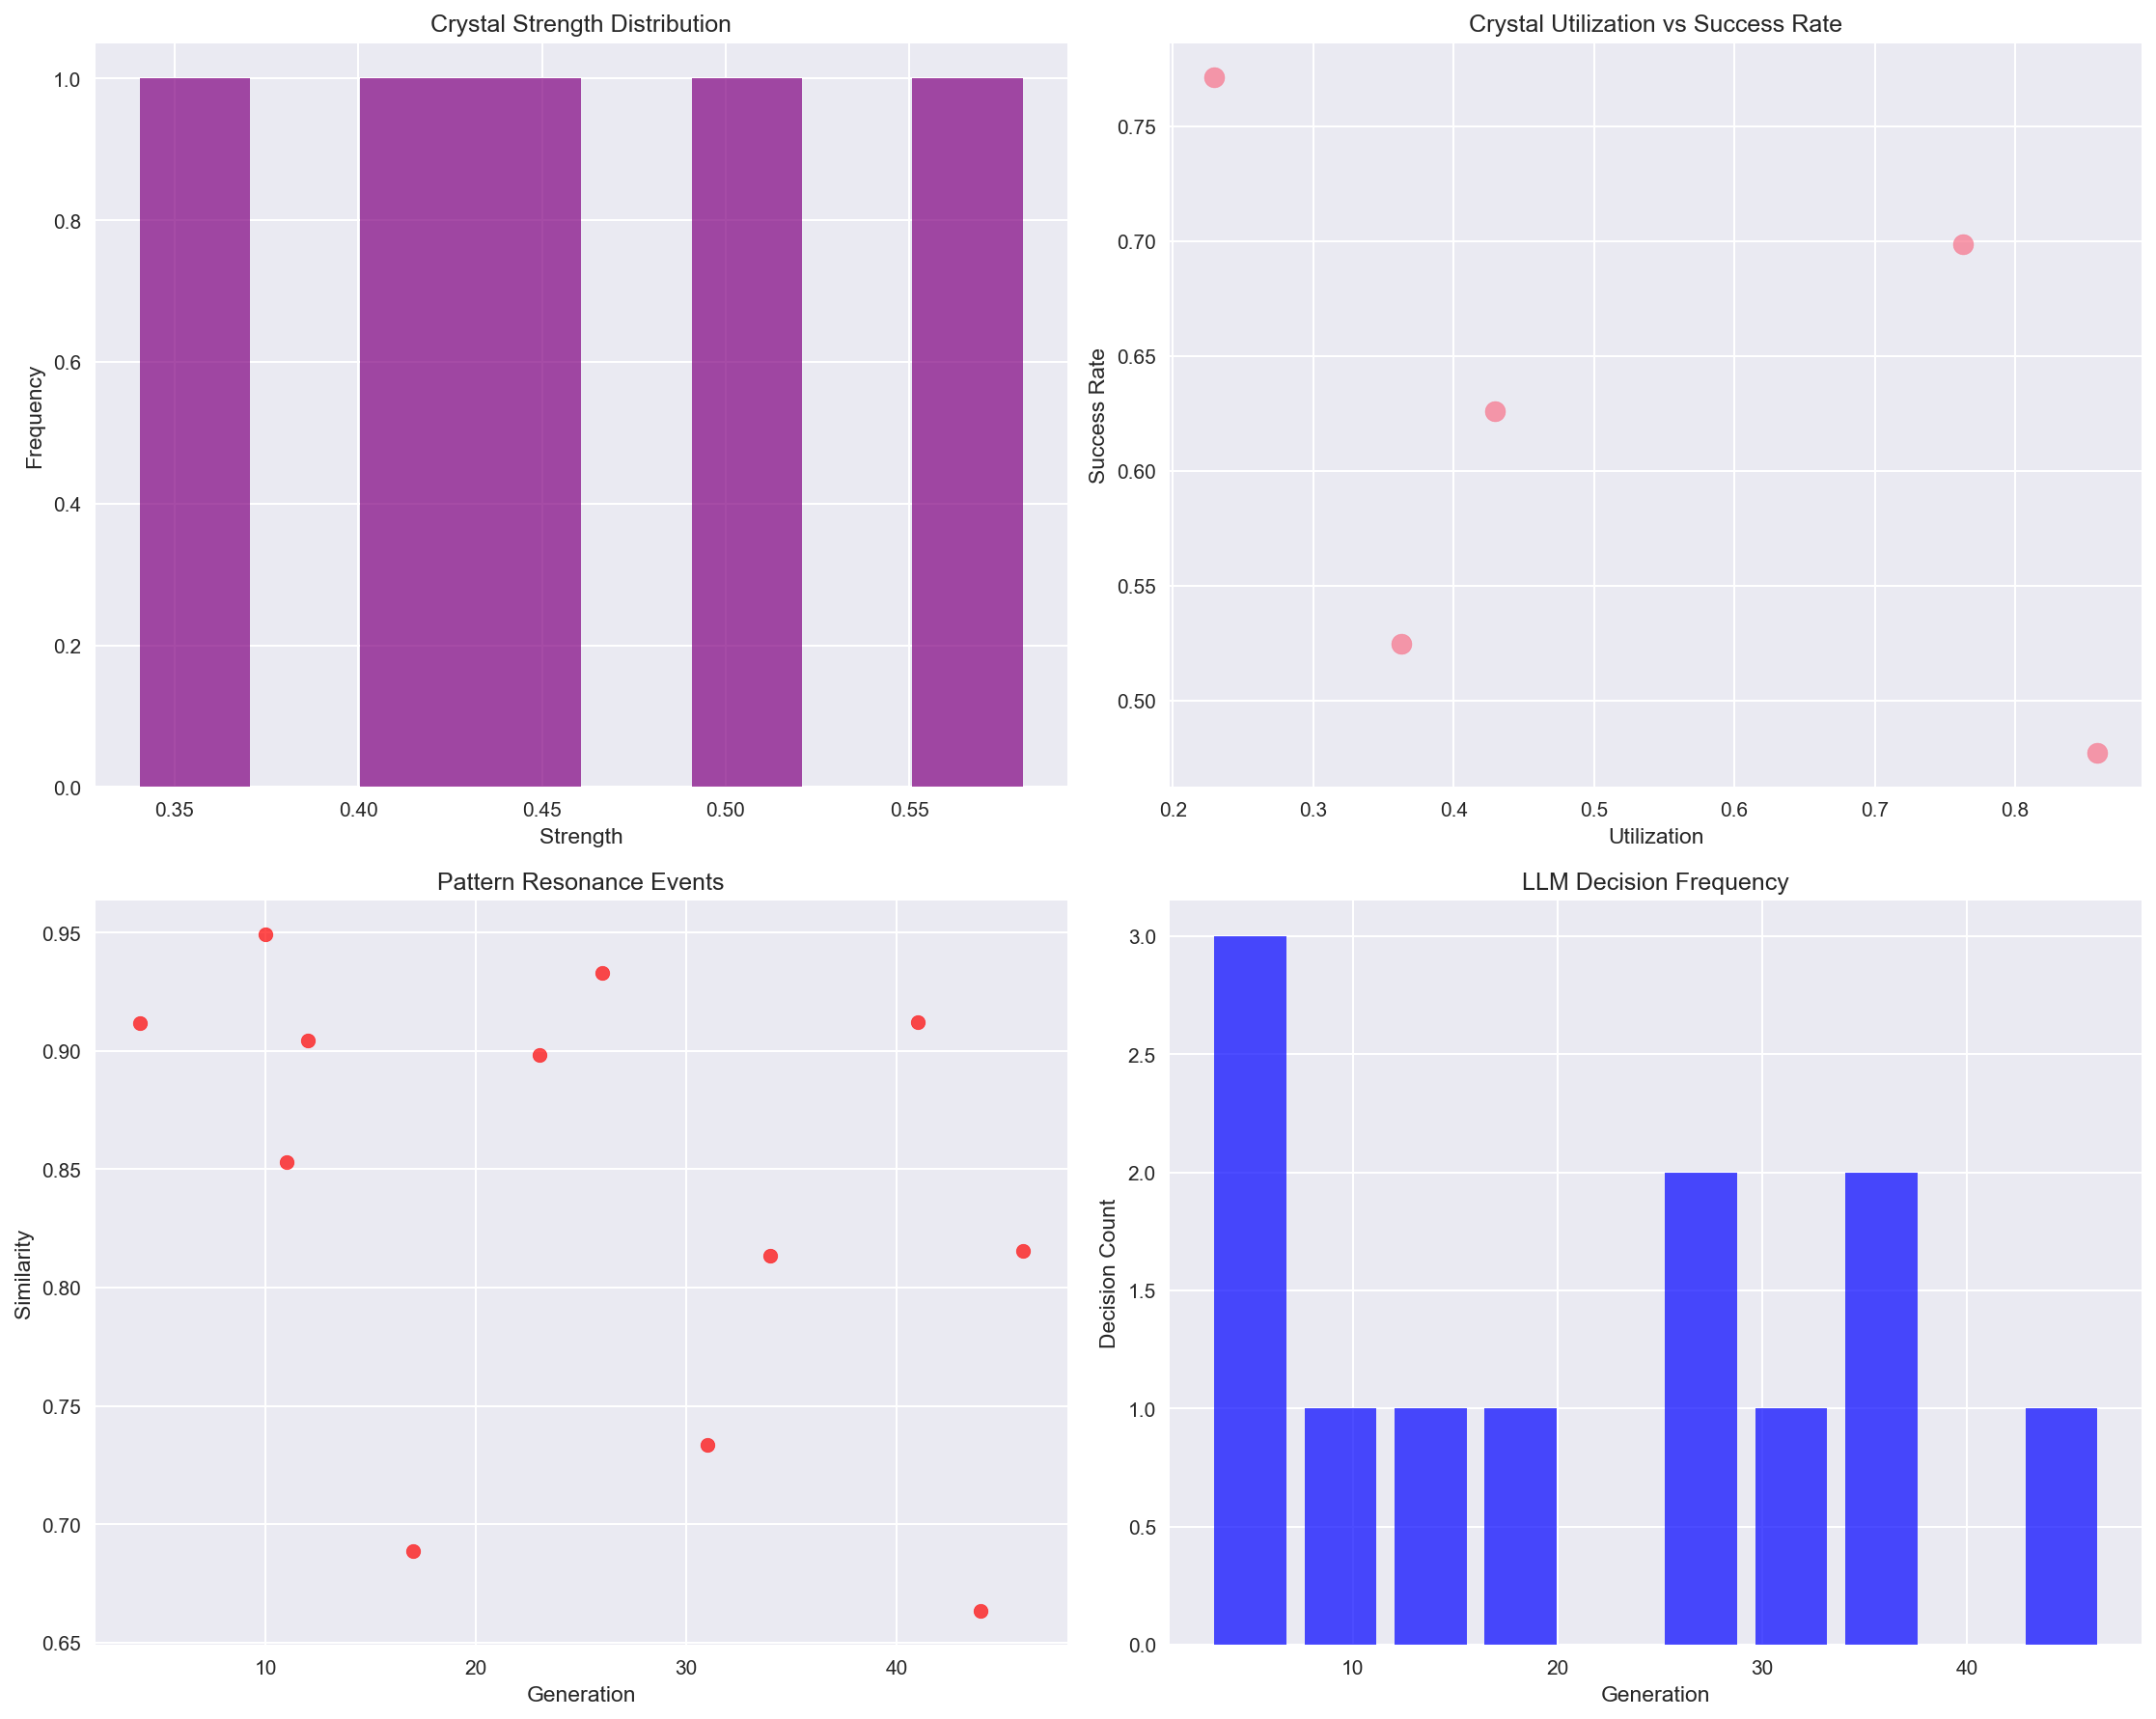 Crystal Strength Distribution
1.0
0.8
0.6
0.4
0.2
0.0
Frequency
0.35 0.40 0.45 0.50 0.55
Strength
Crystal Utilization vs Success Rate
0.75
0.70
0.65
0.60
0.55
0.50
Success Rate
0.2 0.3 0.4 0.5 0.6 0.7 0.8
Utilization
Pattern Resonance Events
0.95
0.90
0.85
0.80
0.75
0.70
0.65
Similarity
10 20 30 40
Generation
LLM Decision Frequency
3.0
2.5
2.0
1.5
1.0
0.5
0.0
Decision Count
10 20 30 40
Generation